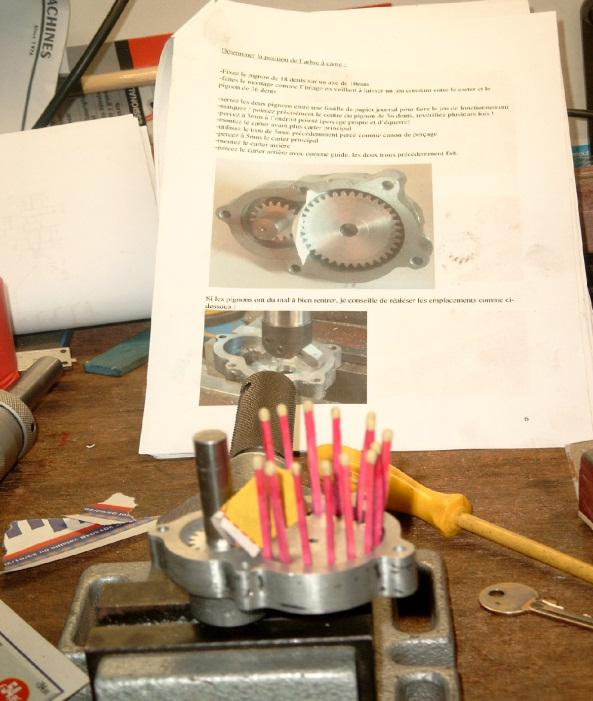 MACHINES
Déterminer la position de l'arbre à came :
-Fixez le pignon de 18 dents sur un axe de 10mm
-faites le montage comme l'image en veillant à laisser un jeu constant entre le carter et le
pignon de 36 dents
-serrez les deux pignons entre une feuille de papier journal pour faire le jeu de fonctionnement
-marquez / pointez précisément le centre du pignon de 36 dents, revérifiez plusieurs fois !
-percez à 5mm à l'endroit pointé (perçage propre et d'équerre)
-montez le carter avant plus carter principal
-utilisez le trou de 5mm précédemment percé comme canon de perçage
-percez à 5mm le carter principal
-montez le carter arrière
-percez le carter arrière avec comme guide, les deux trous précédemment fait.
Si les pignons ont du mal à bien rentrer, je conseille de réaléser les emplacements comme ci-
dessous :
6